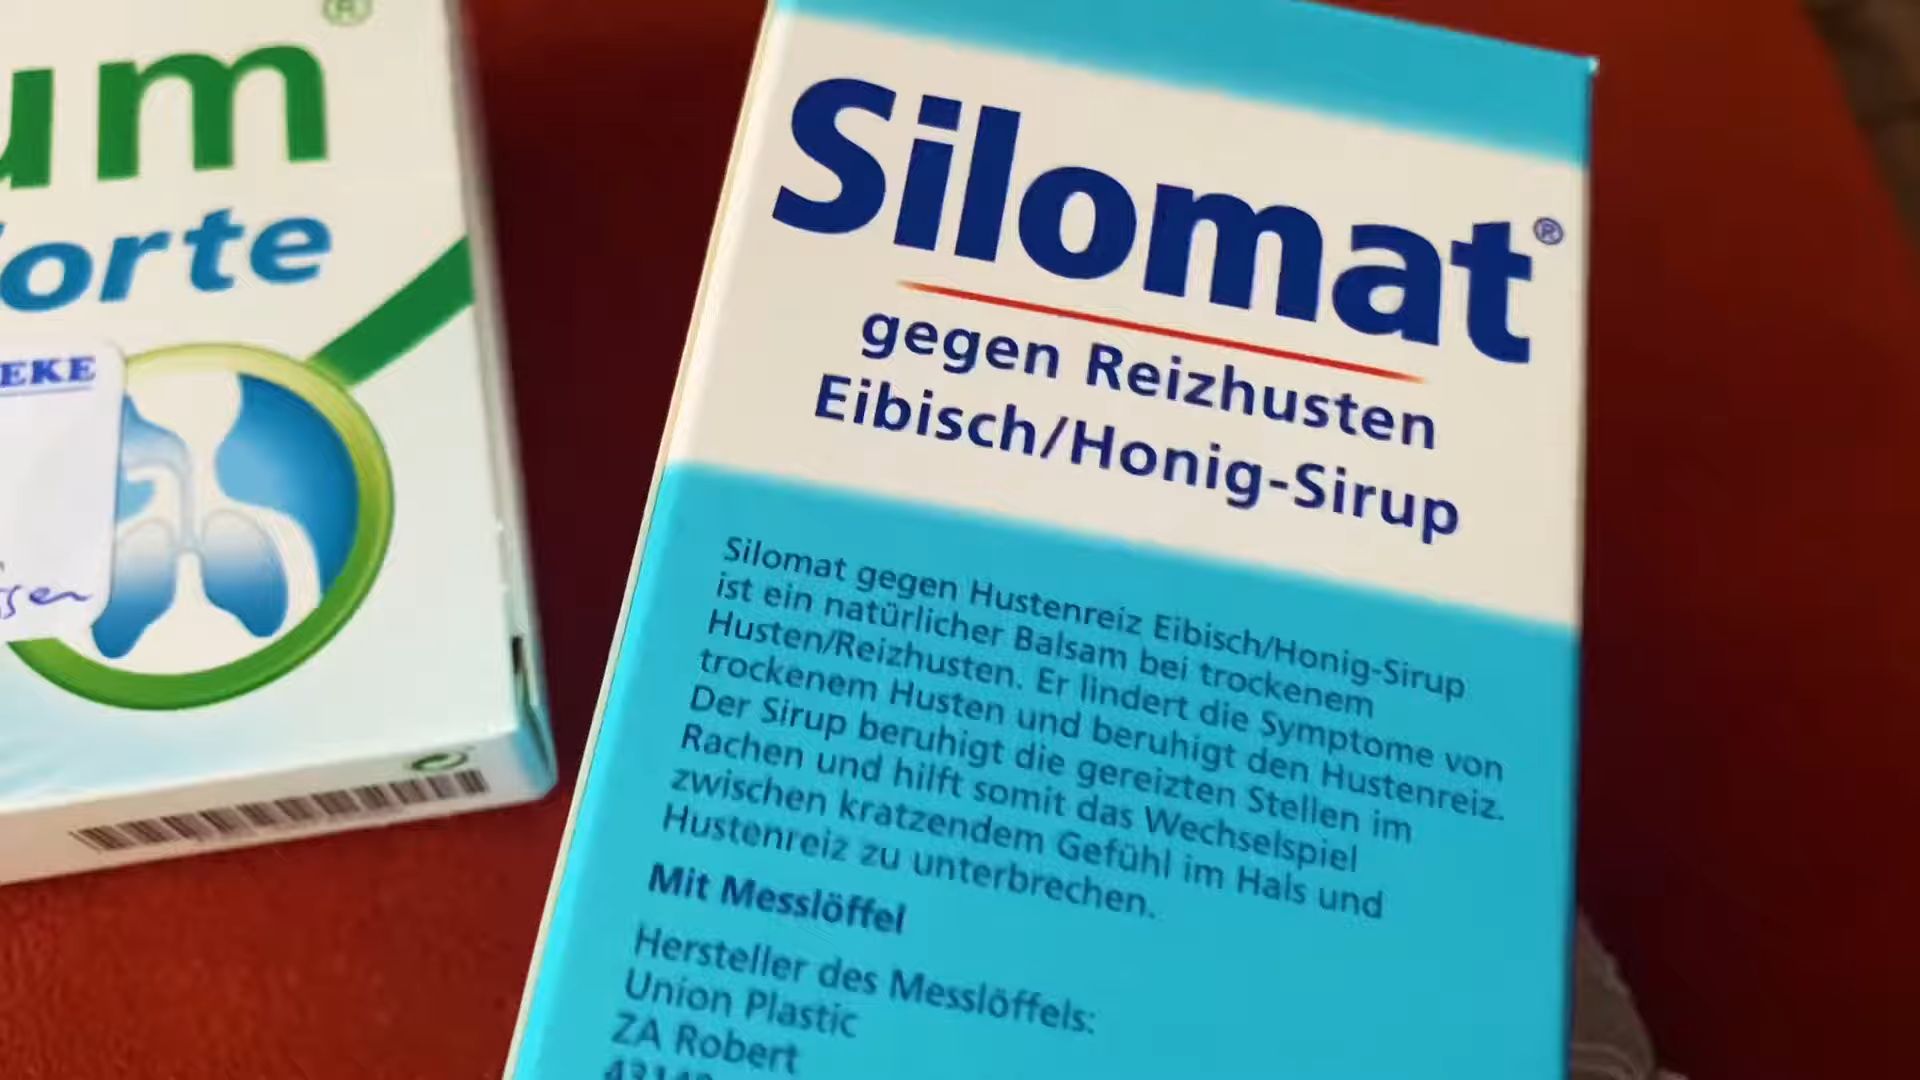 um®
forte
EKE
ssen
Silomat®
gegen Reizhusten
Eibisch/Honig-Sirup
Silomat gegen Hustenreiz Eibisch/Honig-Sirup
ist ein natürlicher Balsam bei trockenem
Husten/Reizhusten. Er lindert die Symptome von
trockenem Husten und beruhigt den Hustenreiz.
Der Sirup beruhigt die gereizten Stellen im
Rachen und hilft somit das Wechselspiel
zwischen kratzendem Gefühl im Hals und
Hustenreiz zu unterbrechen.
Mit Messlöffel
Hersteller des Messlöffels:
Union Plastic
ZA Robert